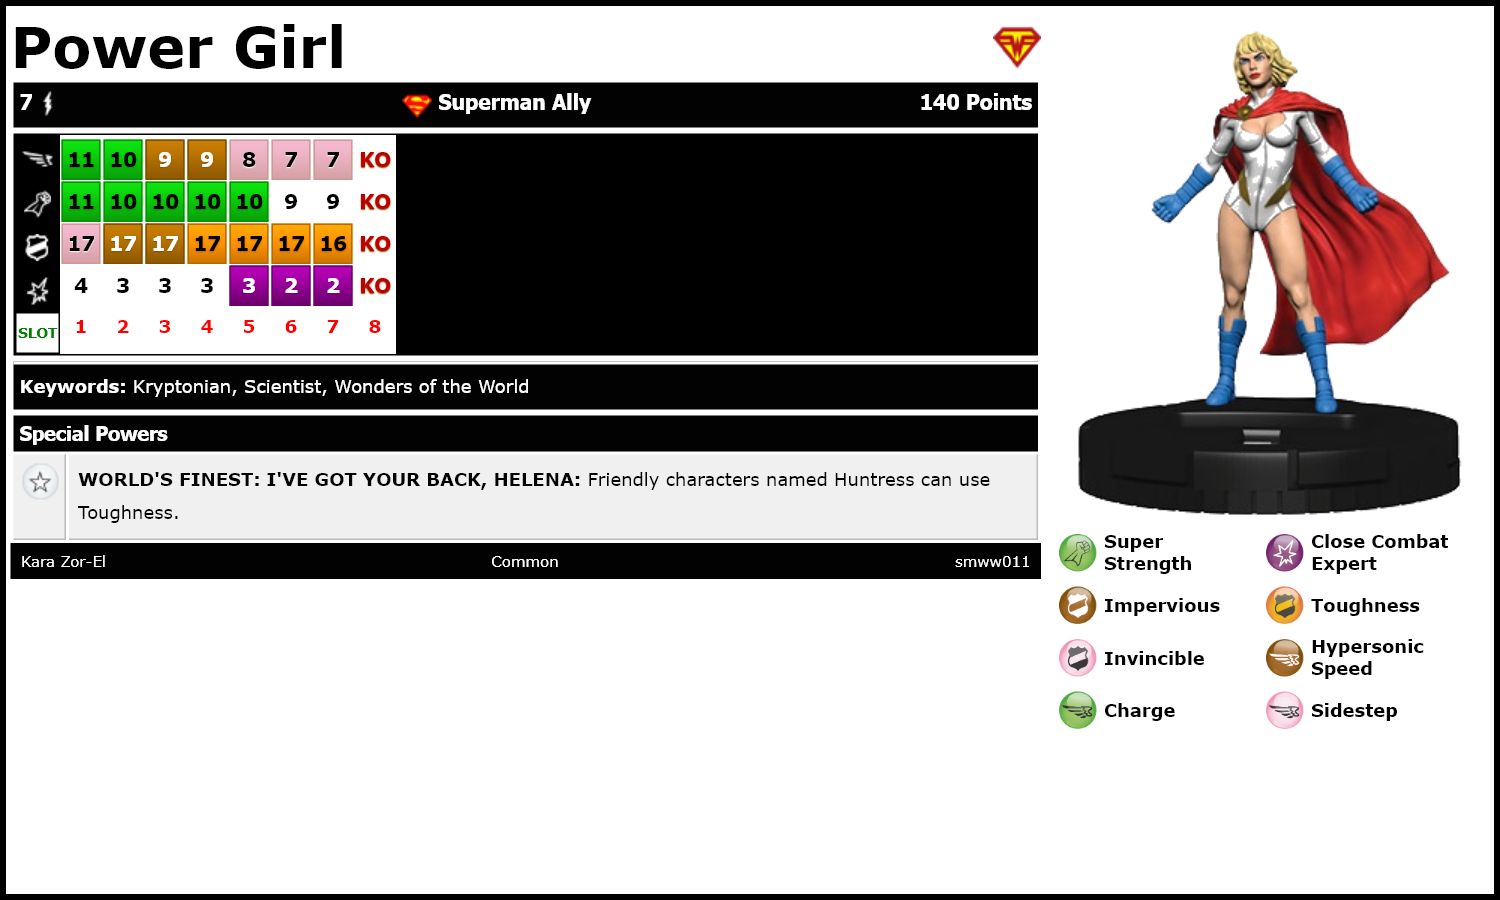 Power Girl
7 Superman Ally 140 Points
11 10 9 9 8 7 7 KO
11 10 10 10 10 9 9 KO
17 17 17 17 17 17 16 KO
4 3 3 3 3 2 2 KO
SLOT 1 2 3 4 5 6 7 8
Keywords: Kryptonian, Scientist, Wonders of the World
Special Powers
WORLD'S FINEST: I'VE GOT YOUR BACK, HELENA: Friendly characters named Huntress can use
Toughness.
Kara Zor-El Common smww011
Super
Strength
Close Combat
Expert
Impervious
Toughness
Invincible
Hypersonic
Speed
Charge
Sidestep